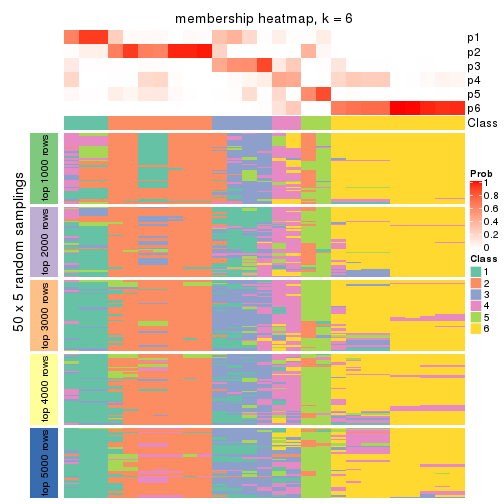 membership heatmap, k = 6
p1
p2
p3
p4
p5
p6
Class
50 x 5 random samplings
top 1000 rows
top 2000 rows
top 3000 rows
top 4000 rows
top 5000 rows
Prob
1
0.8
0.6
0.4
0.2
0
Class
1
2
3
4
5
6